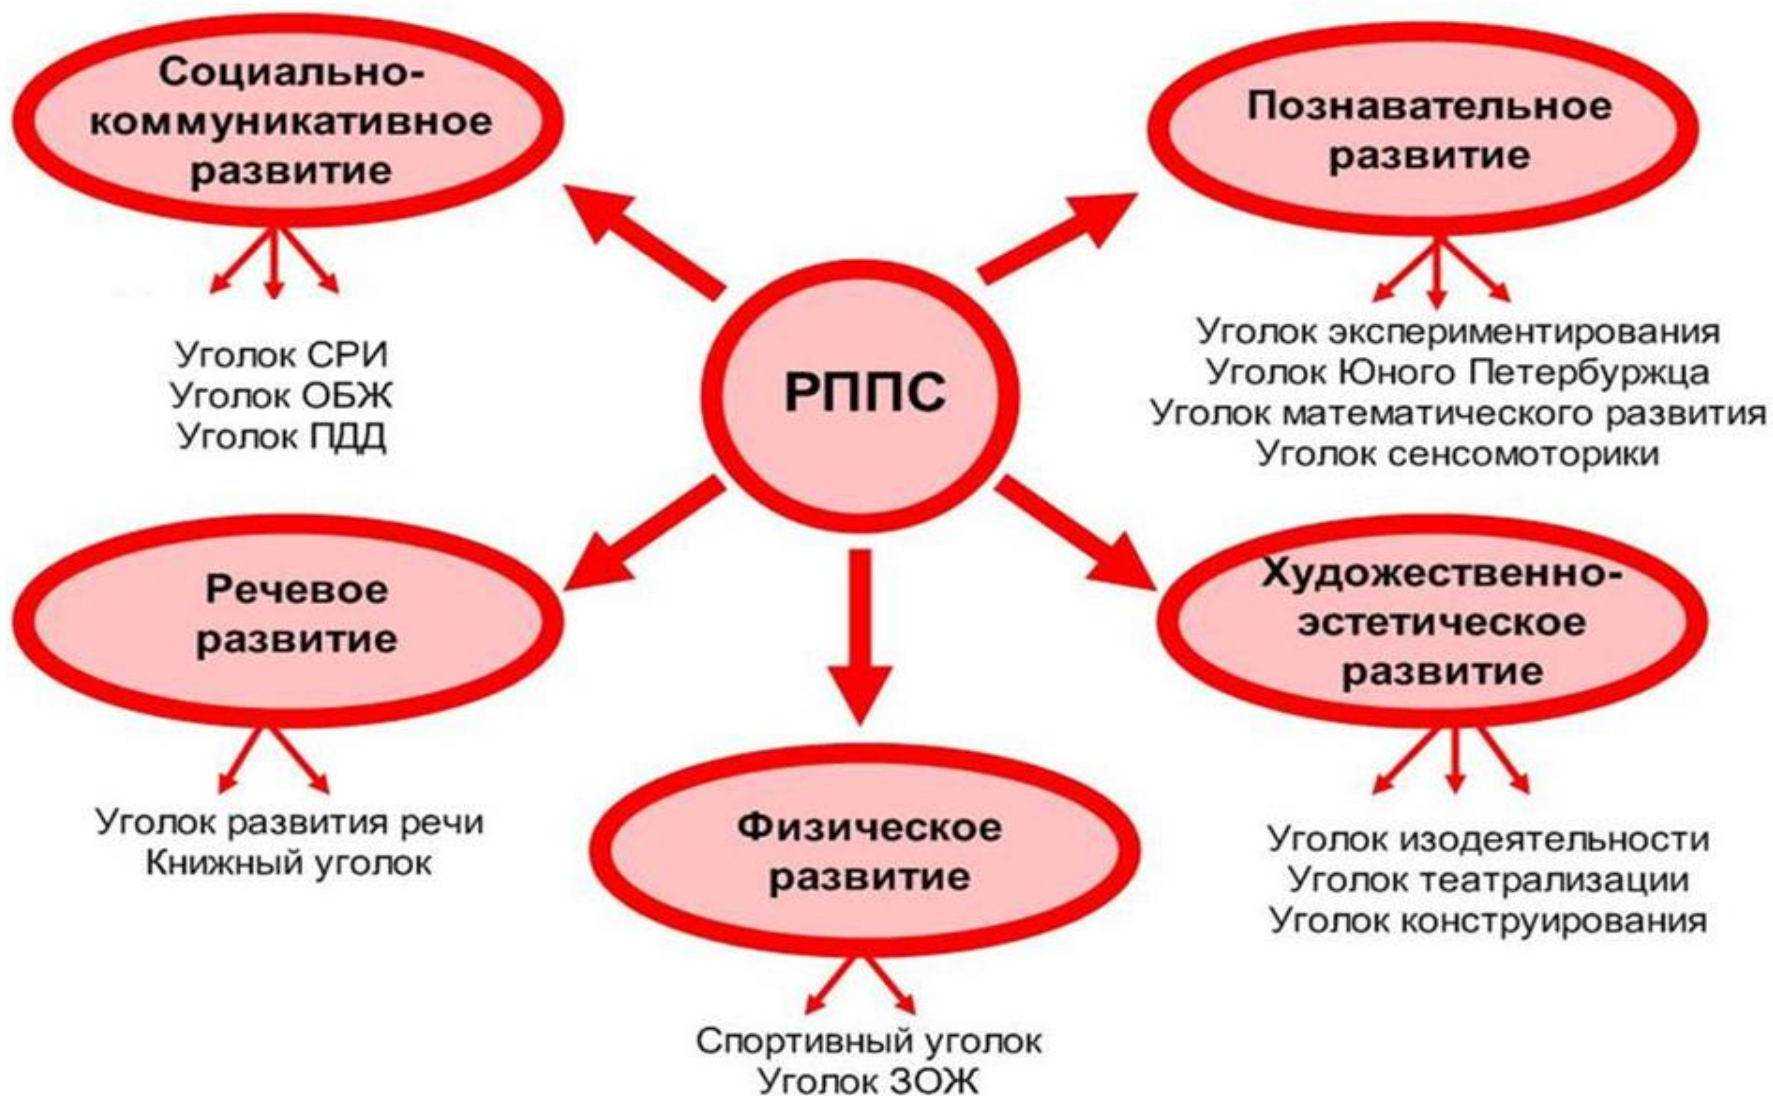 Социально-
коммуникативное
развитие
Уголок СРИ
Уголок ОБЖ
Уголок ПДД
Познавательное
развитие
Уголок экспериментирования
Уголок Юного Петербуржца
Уголок математического развития
Уголок сенсомоторики
РППС
Речевое
развитие
Уголок развития речи
Книжный уголок
Физическое
развитие
Спортивный уголок
Уголок ЗОЖ
Художественно-
эстетическое
развитие
Уголок изодеятельности
Уголок театрализации
Уголок конструирования